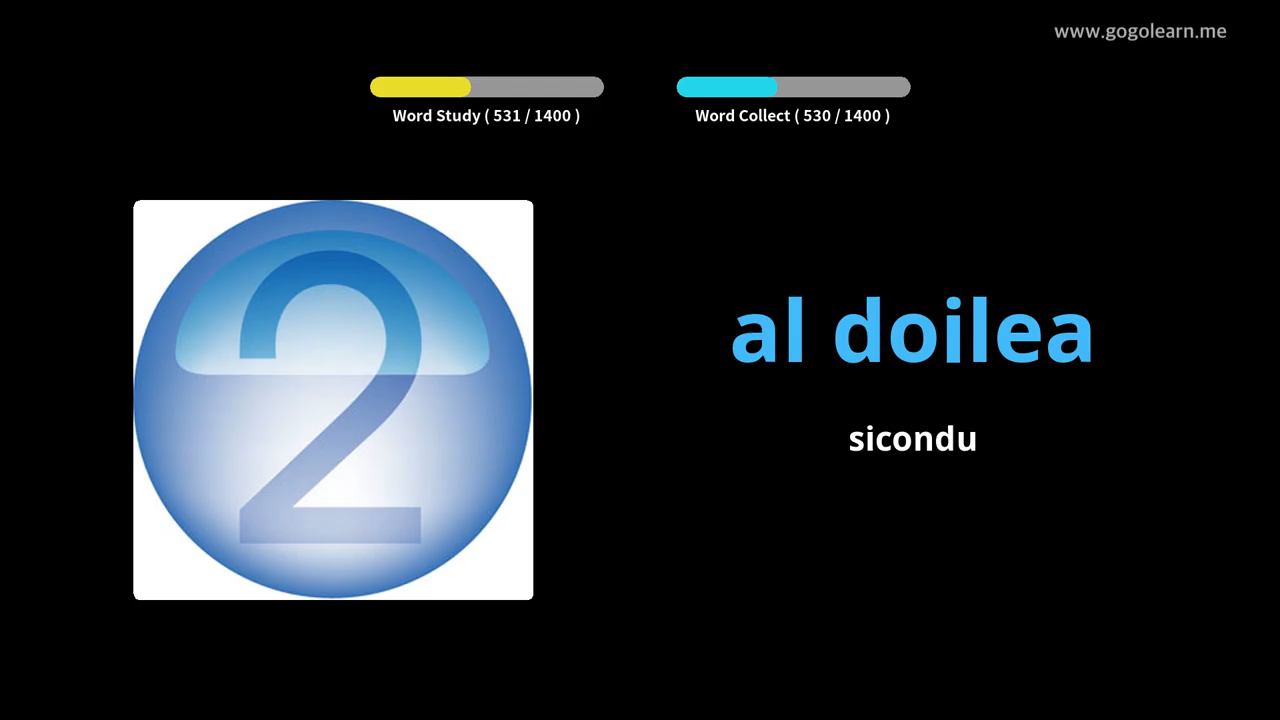 www.gogolearn.me
Word Study ( 531 / 1400 )
Word Collect ( 530 / 1400 )
2
al doilea
sicondu